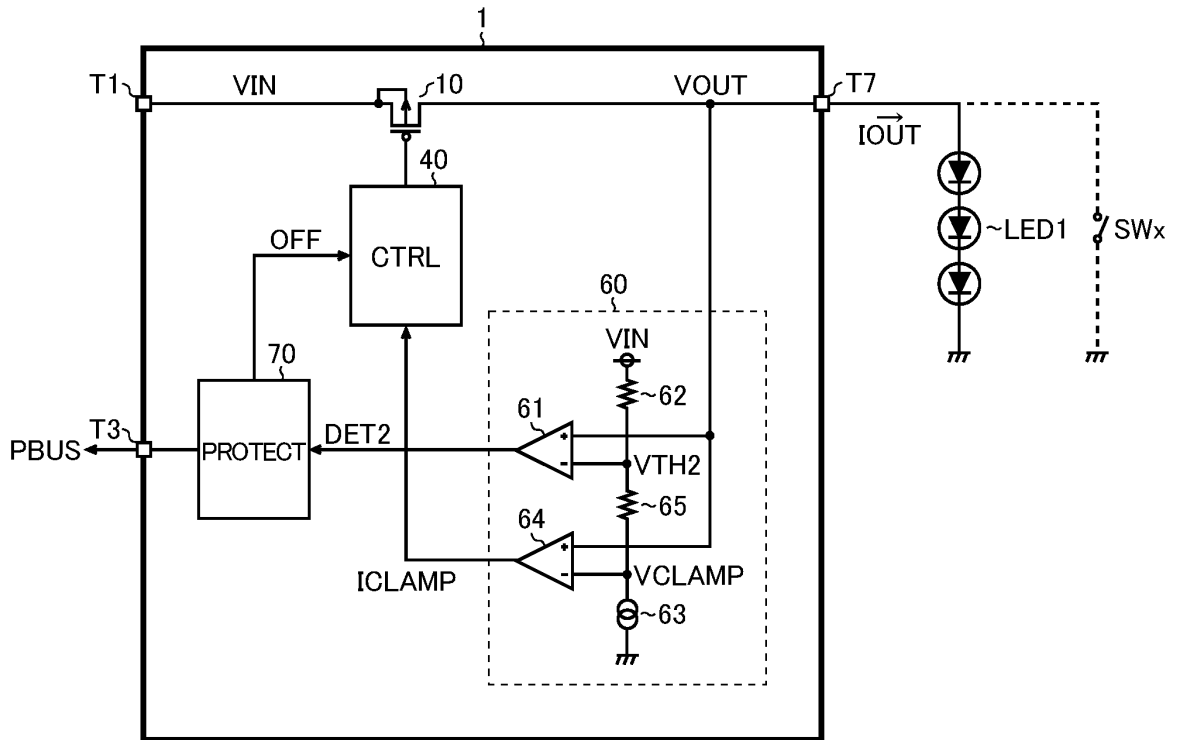 1
T1
VIN
10
VOUT
T7
IOUT
40
CTRL
OFF
~LED1
SWx
60
VIN
~62
70
61
T3
PBUS
PROTECT
DET2
VTH2
~65
64
ICLAMP
VCLAMP
~63